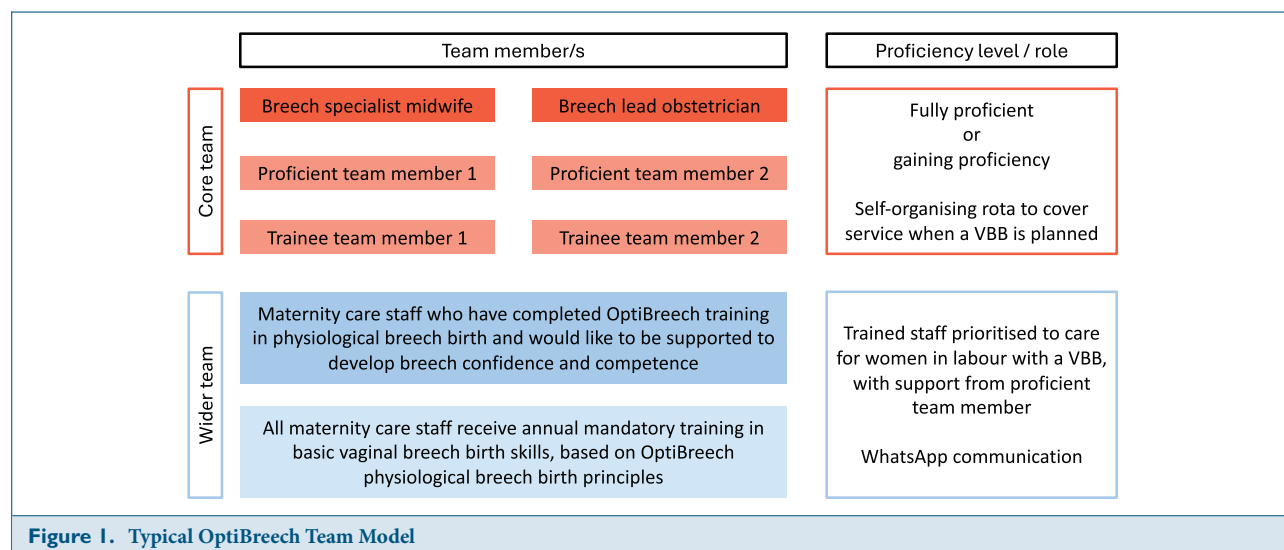 Team member/s
Proficiency level / role
Core team
Breech specialist midwife
Breech lead obstetrician
Proficient team member 1
Proficient team member 2
Trainee team member 1
Trainee team member 2
Fully proficient
or
gaining proficiency
Self-organising rota to cover
service when a VBB is planned
Wider team
Maternity care staff who have completed OptiBreech training
in physiological breech birth and would like to be supported to
develop breech confidence and competence
All maternity care staff receive annual mandatory training in
basic vaginal breech birth skills, based on OptiBreech
physiological breech birth principles
Trained staff prioritised to care
for women in labour with a VBB,
with support from proficient
team member
WhatsApp communication
Figure 1. Typical OptiBreech Team Model